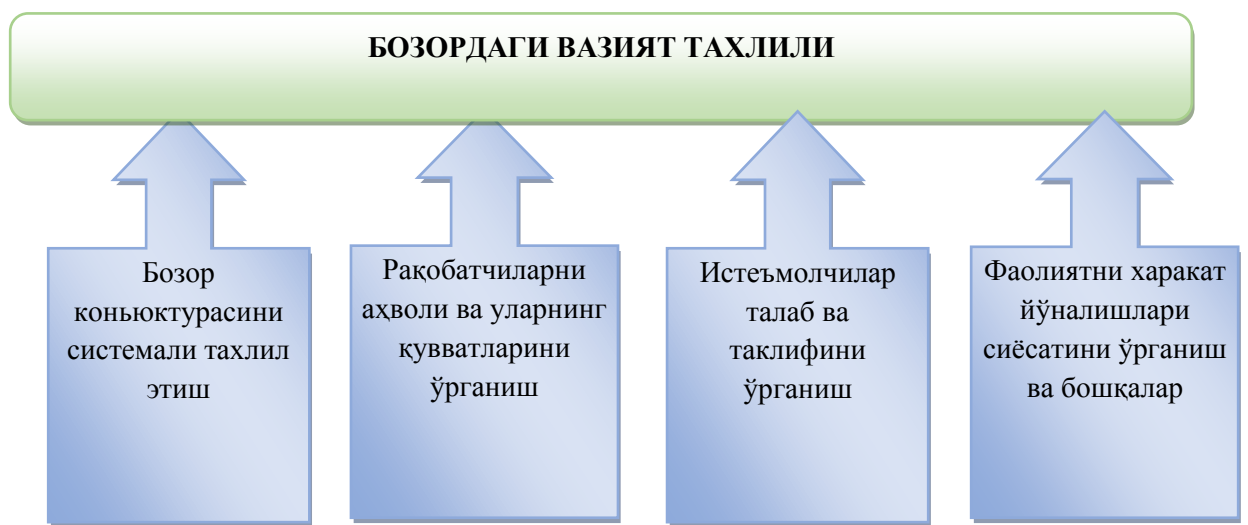 БОЗОРДАГИ ВАЗИЯТ ТАХЛИЛИ
Бозор
коньюктурасини
системали тахлил
этиш
Рақобатчиларни
аҳволи ва уларнинг
қувватларини
ўрганиш
Истеъмолчилар
талаб ва
таклифини
ўрганиш
Фаолиятни харакат
йўналишлари
сиёсатини ўрганиш
ва бошқалар